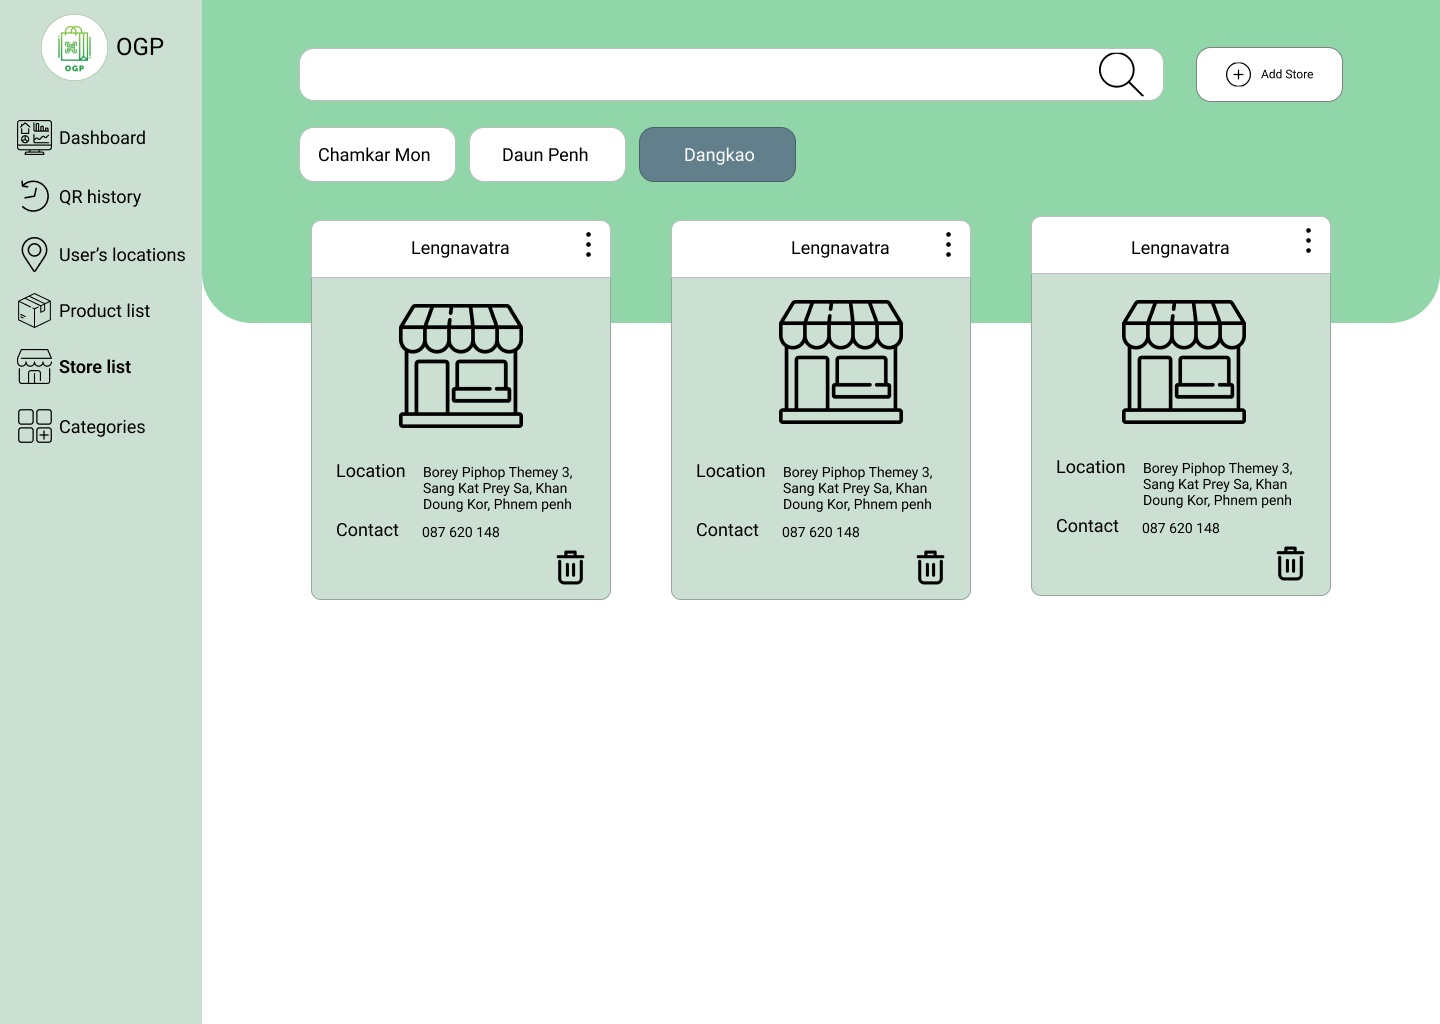 OGP
OGP
Dashboard
QR history
User's locations
Product list
Store list
Categories
Add Store
Chamkar Mon
Daun Penh
Dangkao
Lengnavatra
Location
Borey Piphop Themey 3,
Sang Kat Prey Sa, Khan
Doung Kor, Phnem penh
Contact
087 620 148
Lengnavatra
Location
Borey Piphop Themey 3,
Sang Kat Prey Sa, Khan
Doung Kor, Phnem penh
Contact
087 620 148
Lengnavatra
Location
Borey Piphop Themey 3,
Sang Kat Prey Sa, Khan
Doung Kor, Phnem penh
Contact
087 620 148